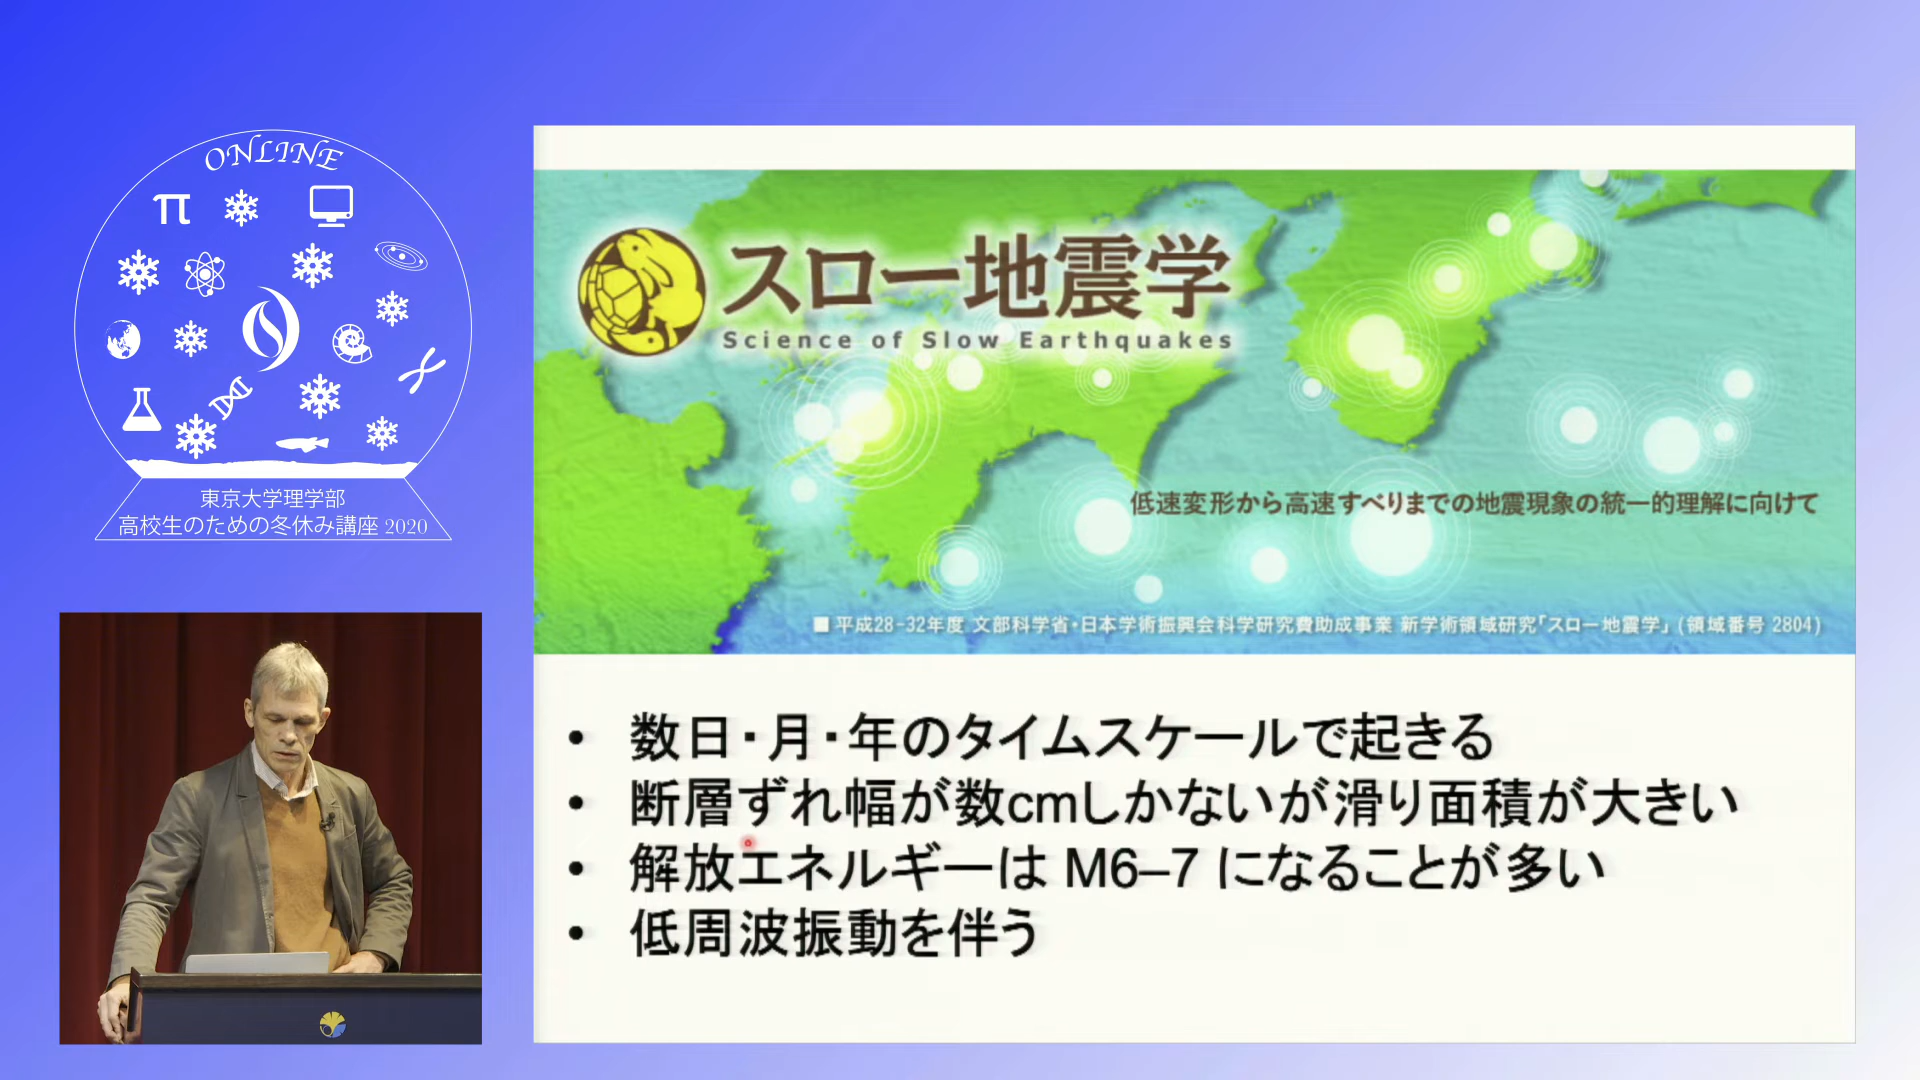 ONLINE
π
東京大学理学部
高校生のための冬休み講座 2020
スロー地震学
Science of Slow Earthquakes
低速変形から高速すべりまでの地震現象の統一的理解に向けて
■ 平成28-32年度 文部科学省・日本学術振興会科学研究費助成事業 新学術領域研究「スロー地震学」 (領域番号 2804)
• 数日・月・年のタイムスケールで起きる
• 断層ずれ幅が数cmしかないが滑り面積が大きい
• 解放エネルギーは M6–7 になることが多い
• 低周波振動を伴う